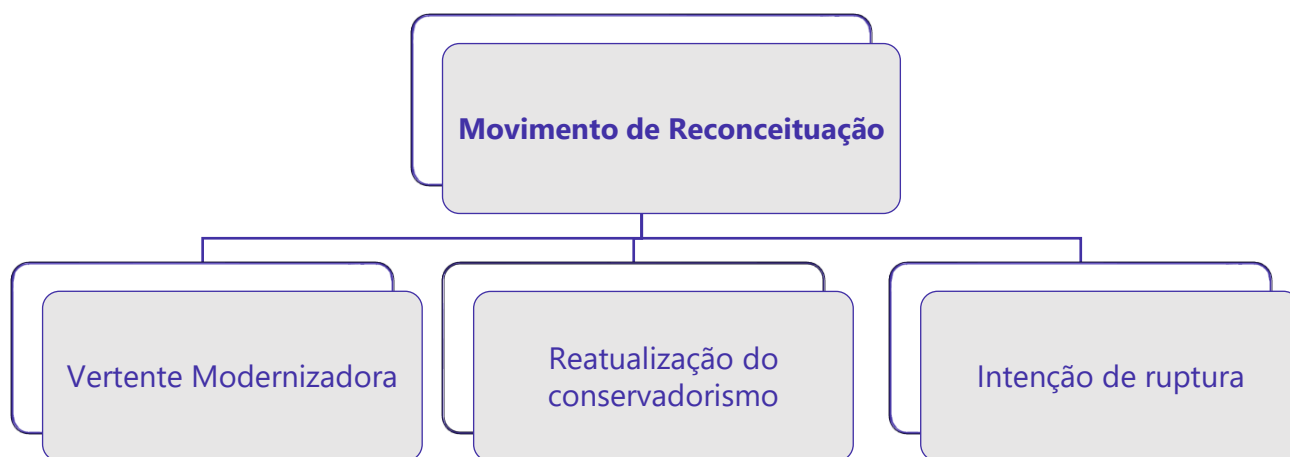 Movimento de Reconceituação
Vertente Modernizadora
Reatualização do
conservadorismo
Intenção de ruptura